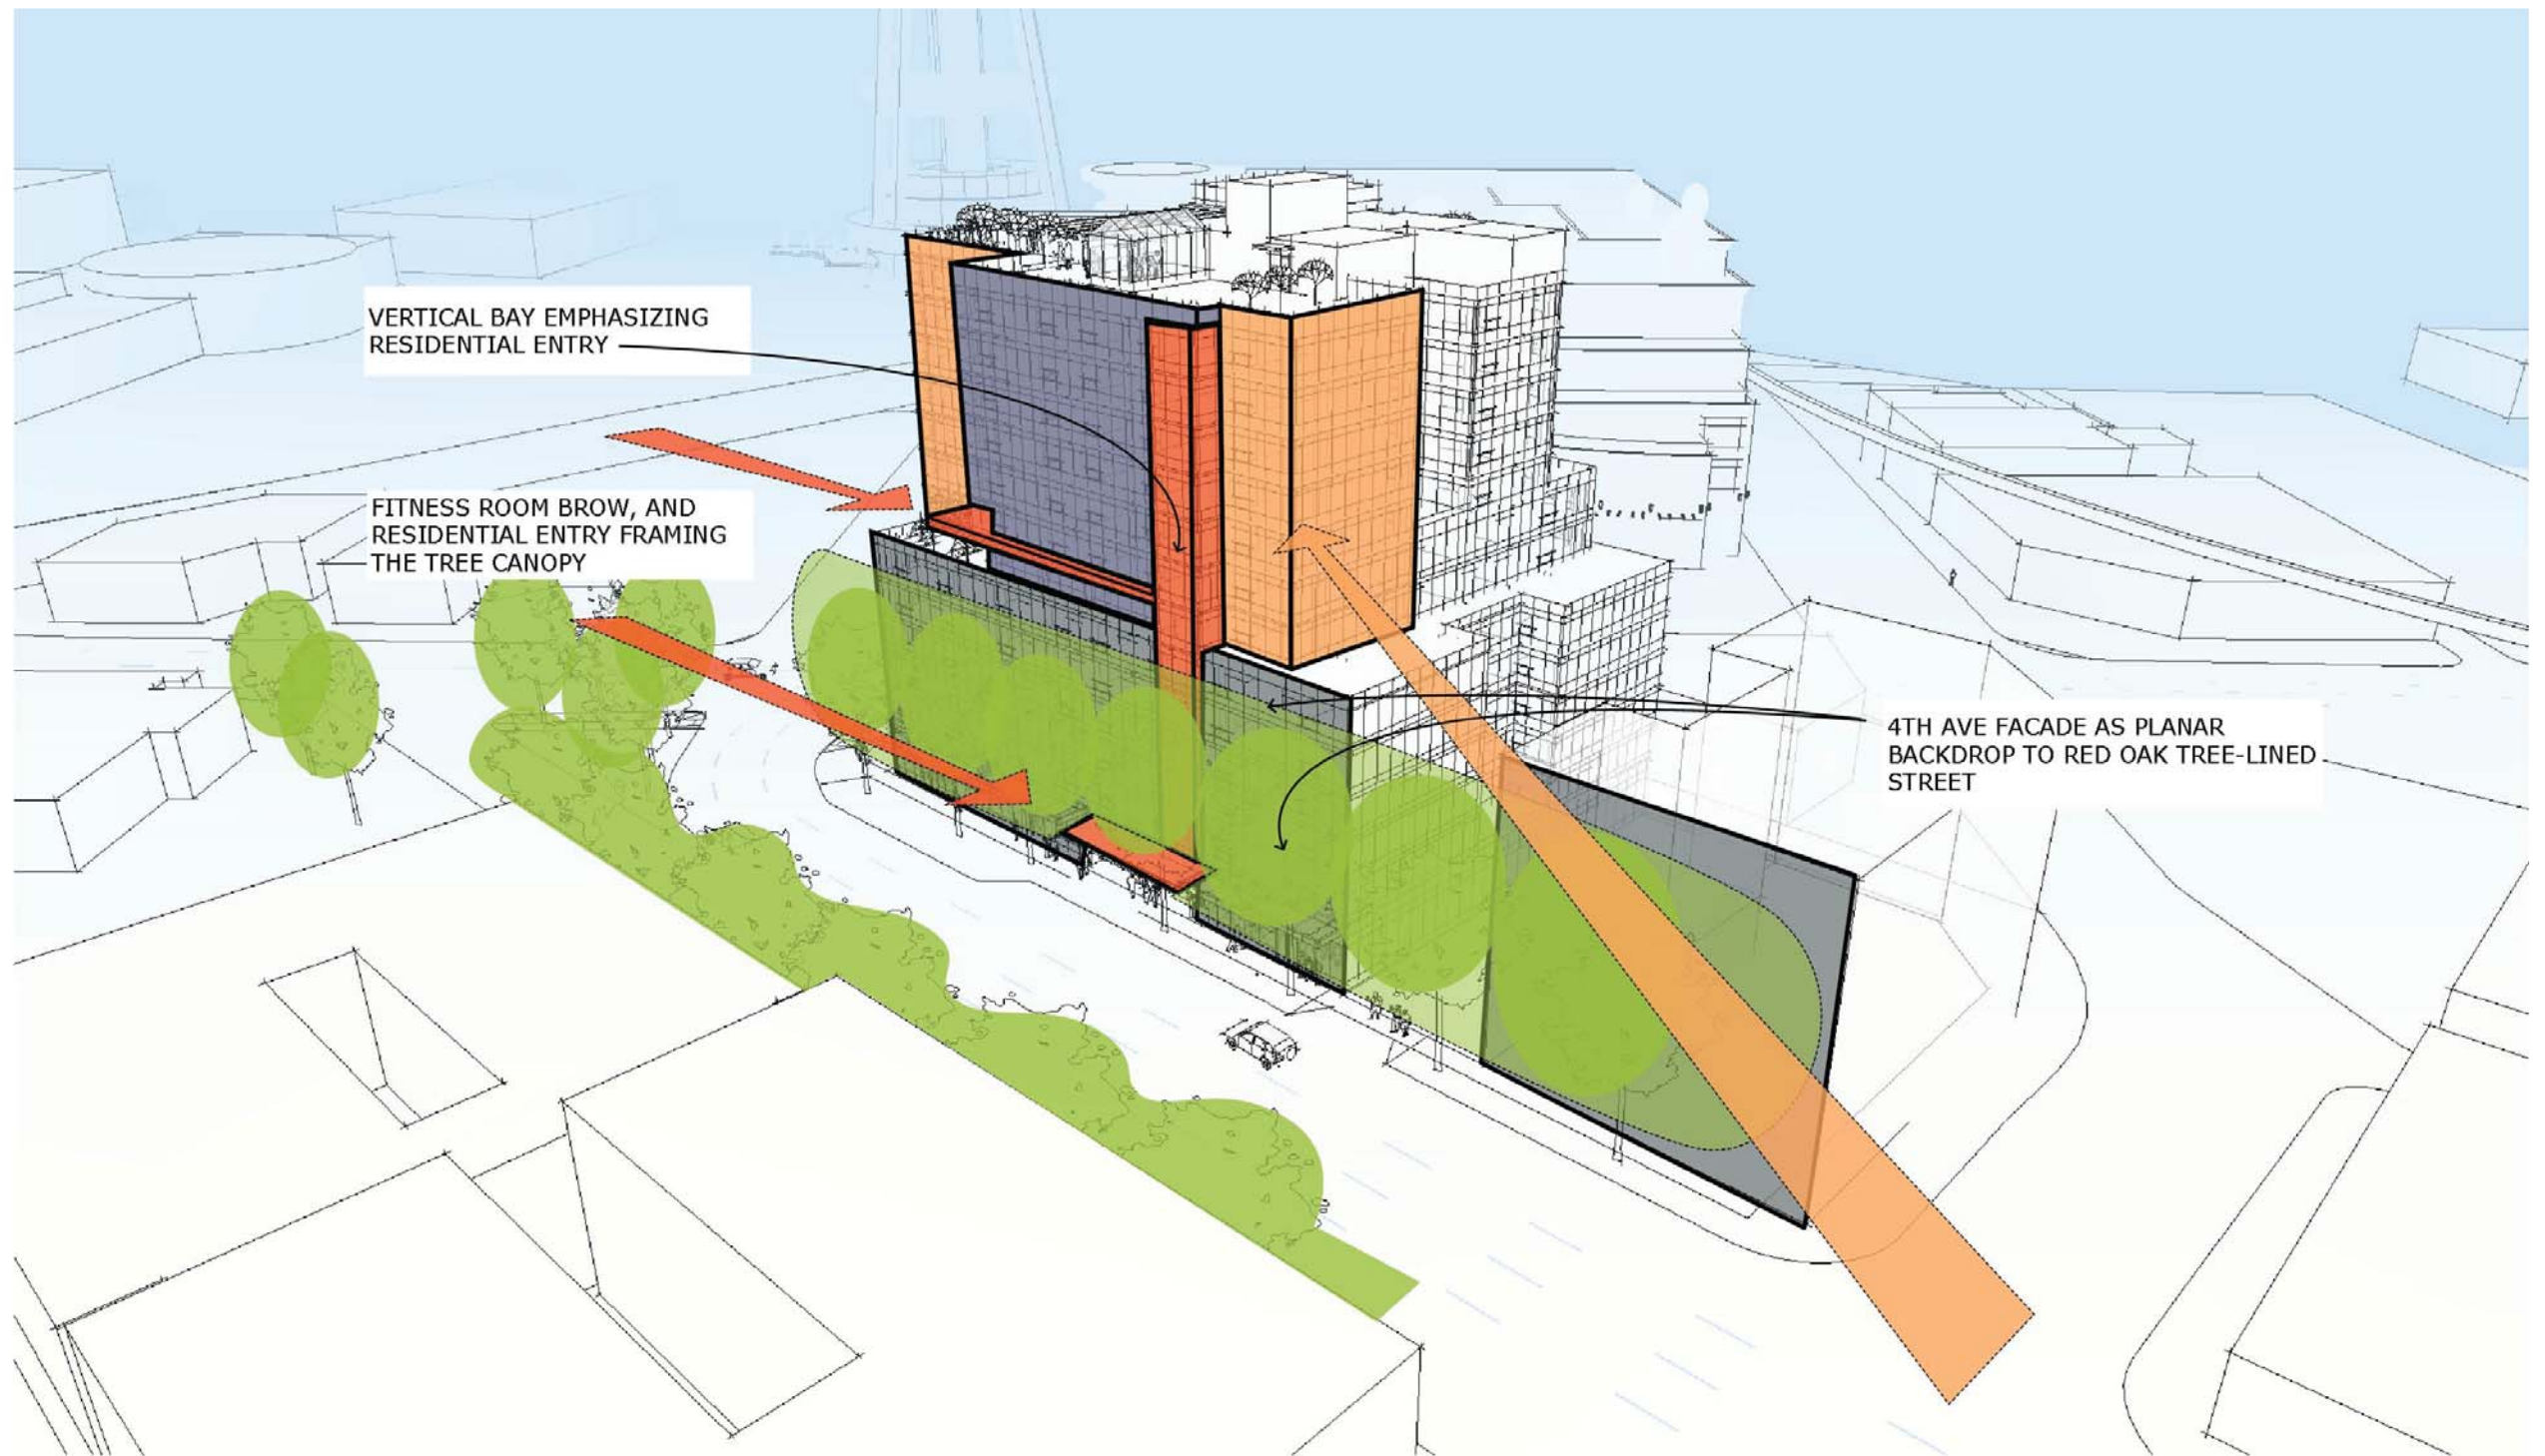 VERTICAL BAY EMPHASIZING
RESIDENTIAL ENTRY
FITNESS ROOM BROW, AND
RESIDENTIAL ENTRY FRAMING
THE TREE CANOPY
4TH AVE FACADE AS PLANAR
BACKDROP TO RED OAK TREE-LINED
STREET